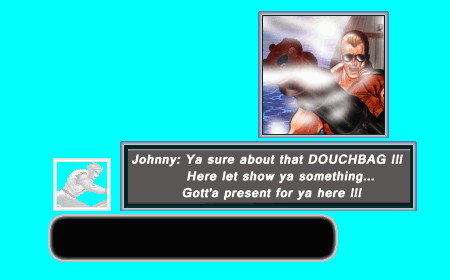 Johnny: Ya sure about that DOUCHBAG !!!
Here let show ya something...
Gott'a present for ya here !!!